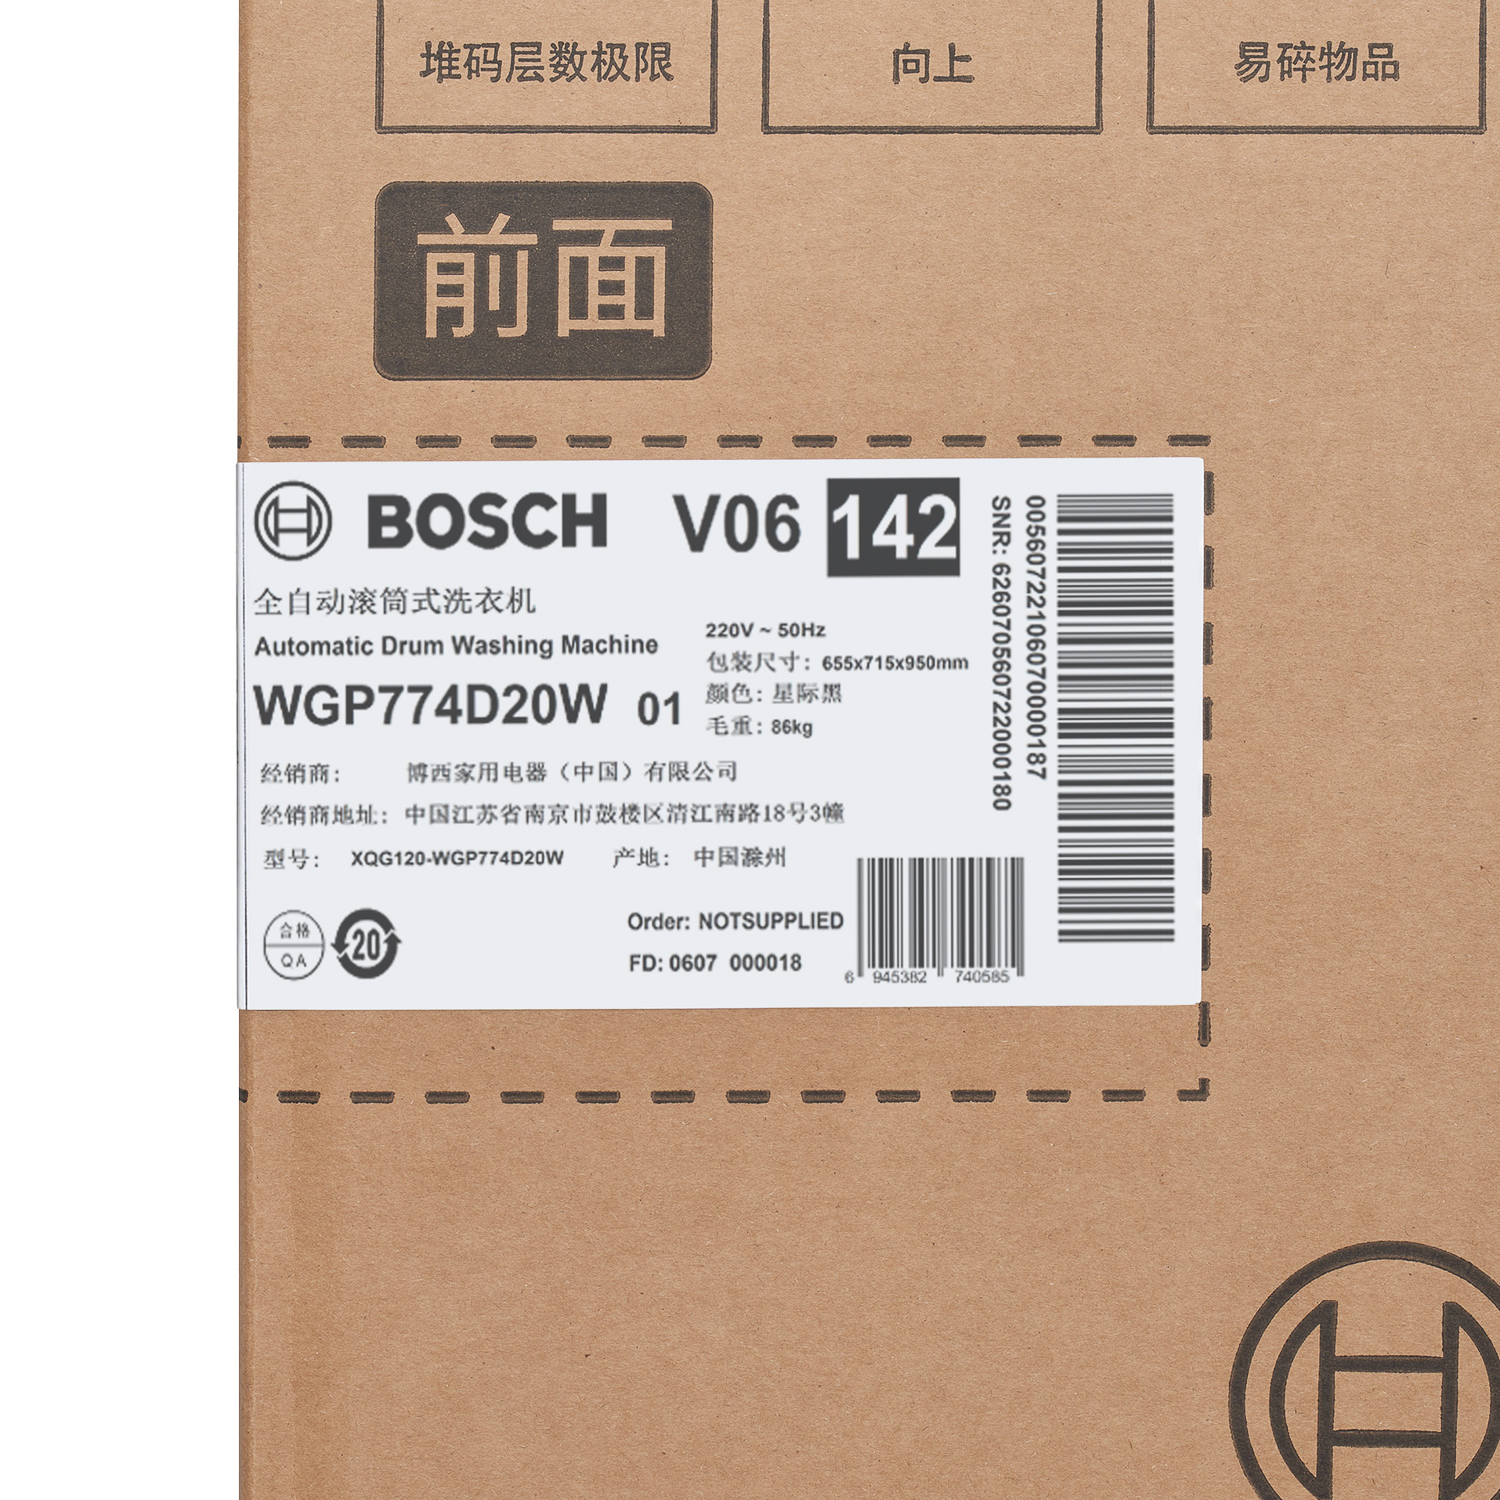 堆码层数极限
向上
易碎物品
前面
BOSCH V06 142
全自动滚筒式洗衣机
Automatic Drum Washing Machine
WGP774D20W 01
220V ~ 50Hz
包装尺寸: 655x715x950mm
颜色: 星际黑
毛重: 86kg
经销商: 博西家用电器（中国）有限公司
经销商地址: 中国江苏省南京市鼓楼区清江南路18号3幢
型号: XQG120-WGP774D20W 产地: 中国滁州
合格
QA
20
Order: NOTSUPPLIED
FD: 0607 000018
6 945382 740585
SNR: 626070560722000180
00560722106070000187